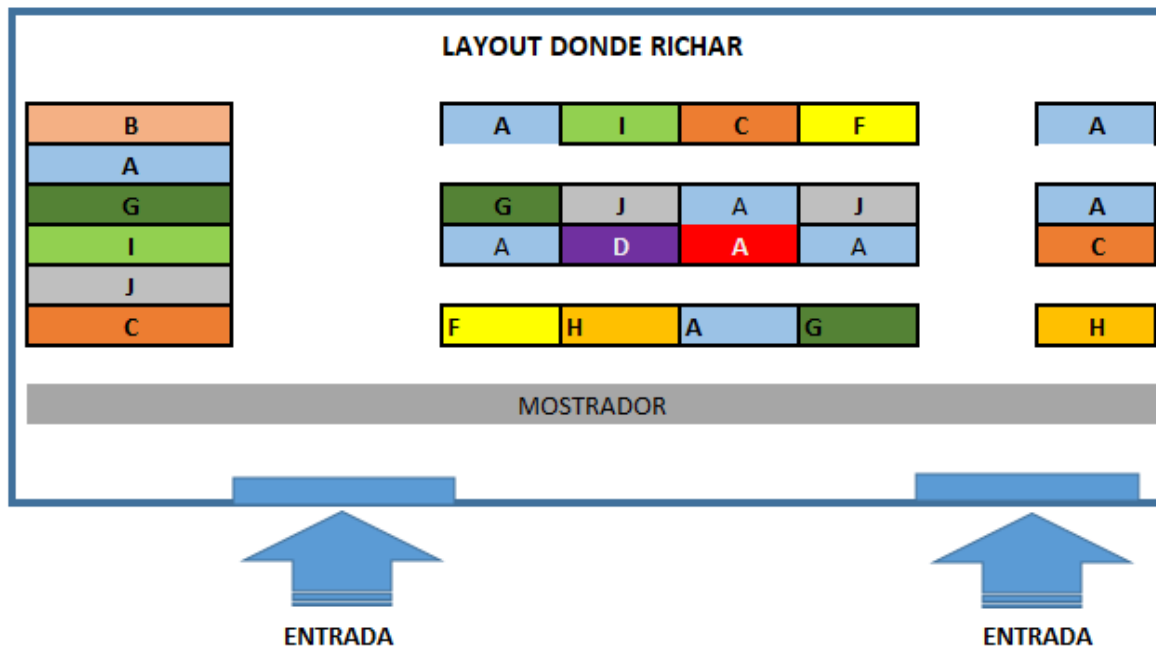 LAYOUT DONDE RICHAR
B A I C F A
A
G G J A J A
I A D A A C
J
C F H A G H
MOSTRADOR
ENTRADA ENTRADA